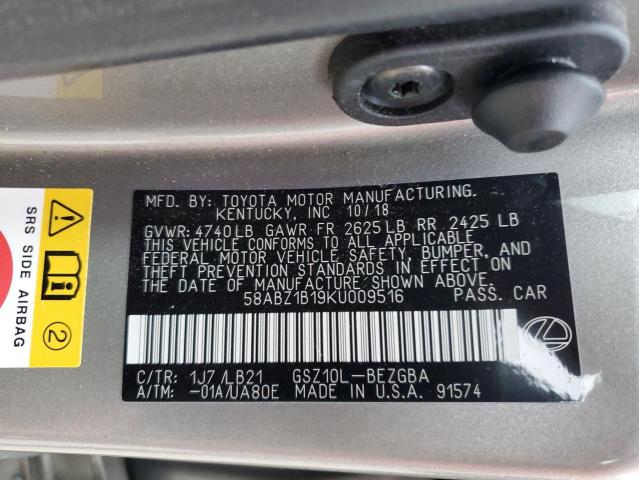 MFD. BY: TOYOTA MOTOR MANUFACTURING.
KENTUCKY, INC 10/18
GVWR: 4740LB GAWR FR 2625LB RR 2425 LB
THIS VEHICLE CONFORMS TO ALL APPLICABLE
FEDERAL MOTOR VEHICLE SAFETY, BUMPER, AND
THEFT PREVENTION STANDARDS IN EFFECT ON
THE DATE OF MANUFACTURE SHOWN ABOVE.
58ABZ1B19KU009516 PASS. CAR
C/TR: 1J7 /LB21 GSZ10L-BEZGBA
A/TM: -01A/UA80E MADE IN U.S.A. 91574
SRS SIDE AIRBAG
2